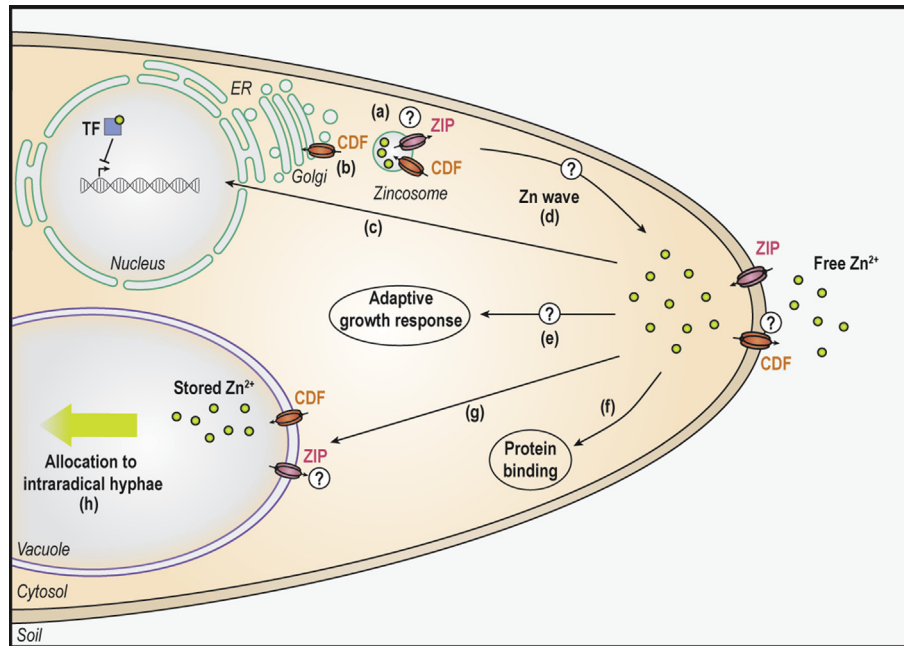 ER
(a)
?
TF
ZIP
CDF
(b)
CDF
Golgi
Zincosome
?
Zn wave
(d)
(c)
Nucleus
ZIP
Free Zn²⁺
Adaptive
growth response
?
(e)
?
CDF
Stored Zn²⁺
CDF
(g)
(f)
ZIP
?
Protein
binding
Allocation to
intraradical hyphae
(h)
Vacuole
Cytosol
Soil